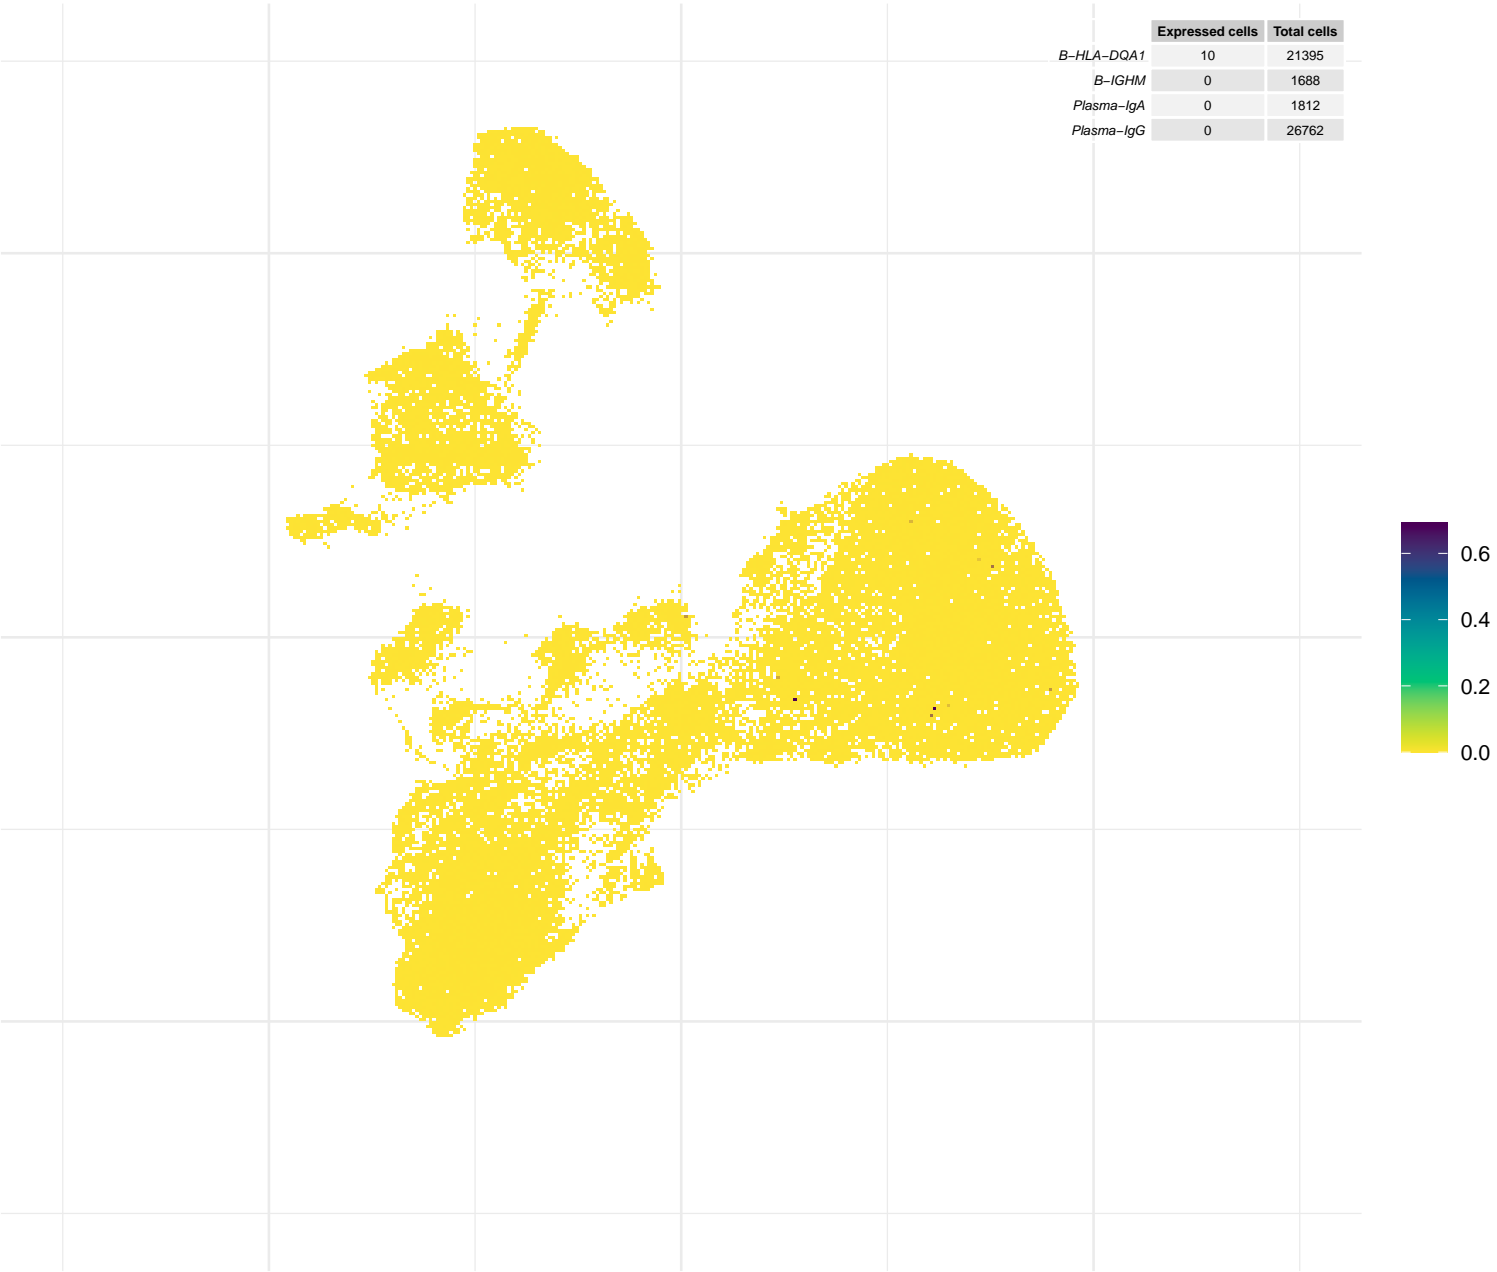 Expressed cells Total cells
B−HLA−DQA1 10 21395
B−IGHM 0 1688
Plasma−IgA 0 1812
Plasma−IgG 0 26762
0.6
0.4
0.2
0.0